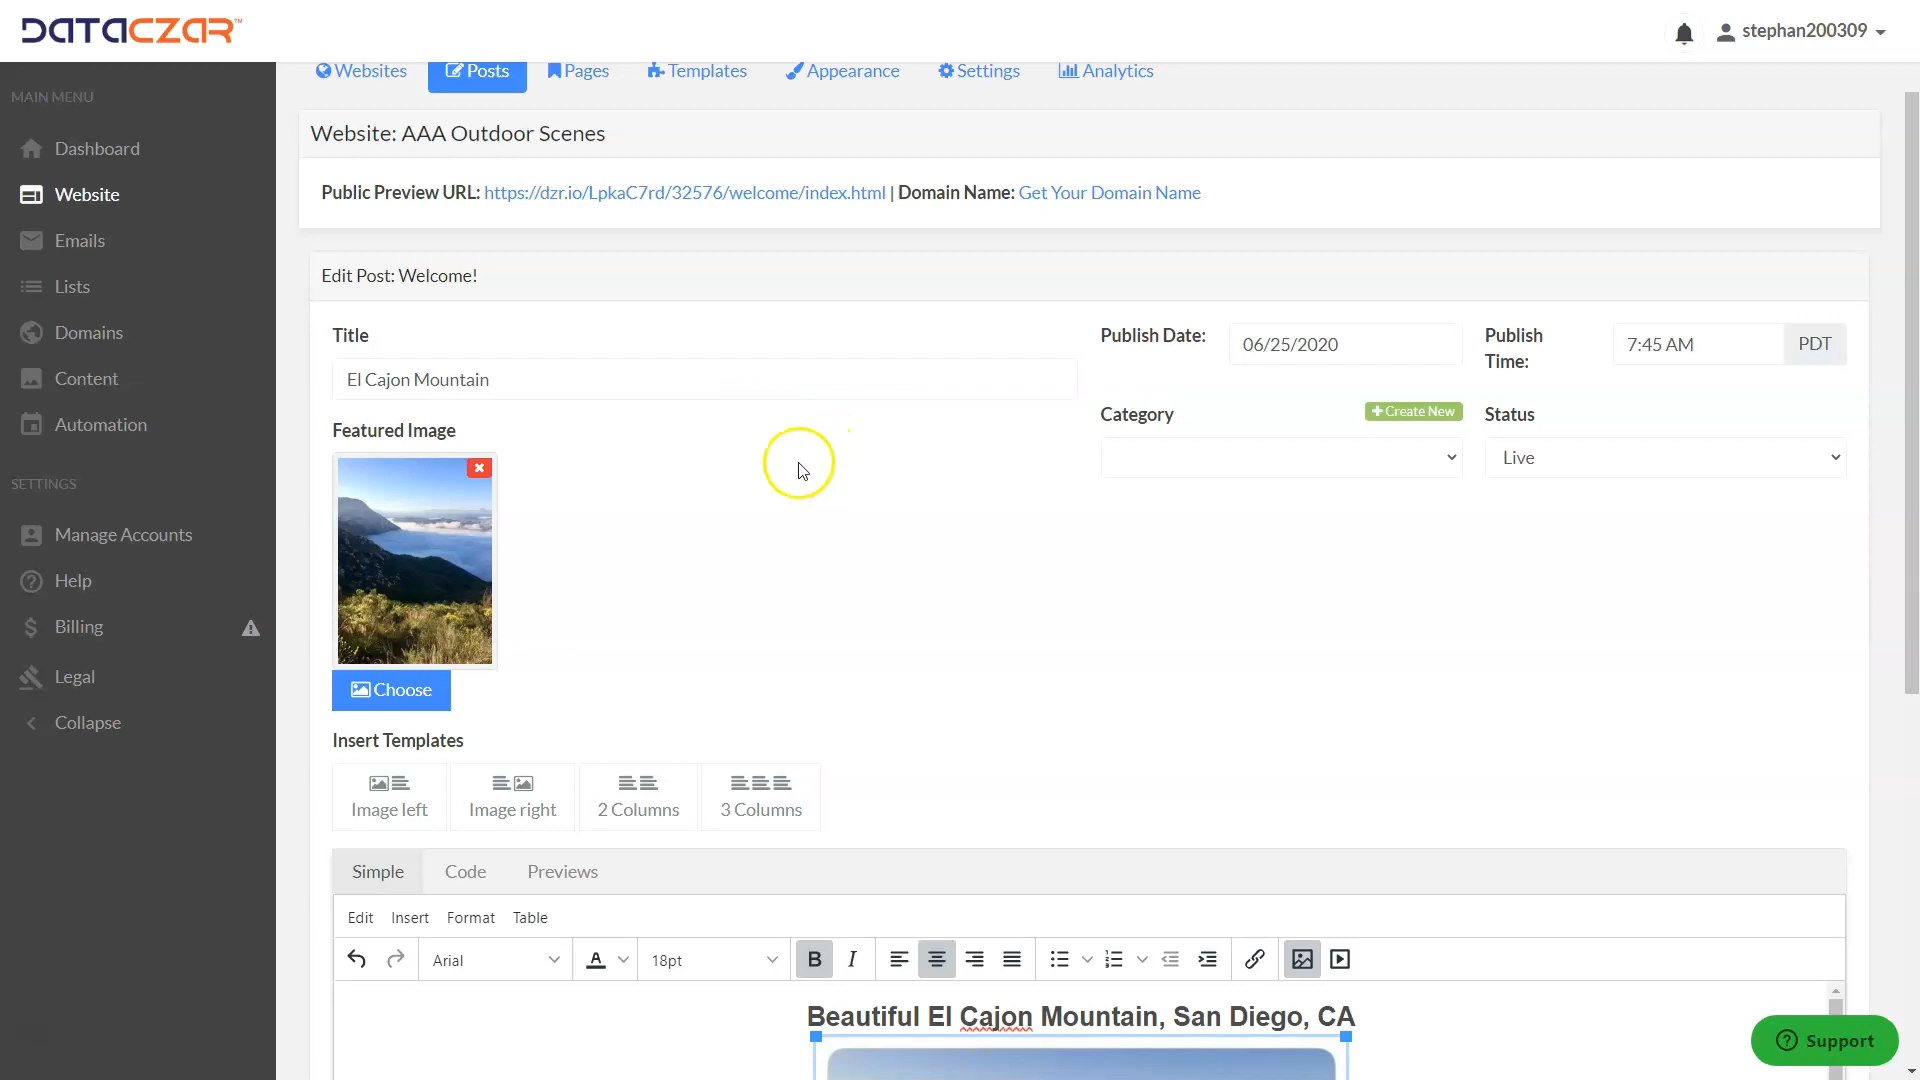 DATACZAR™
stephan200309
Websites Posts Pages Templates Appearance Settings Analytics
MAIN MENU
Dashboard
Website
Emails
Lists
Domains
Content
Automation
SETTINGS
Manage Accounts
Help
Billing
Legal
Collapse
Website: AAA Outdoor Scenes
Public Preview URL: https://dzr.io/LpkaC7rd/32576/welcome/index.html | Domain Name: Get Your Domain Name
Edit Post: Welcome!
Title
El Cajon Mountain
Publish Date: 06/25/2020
Publish Time: 7:45 AM PDT
Category + Create New
Status
Live
Featured Image
Choose
Insert Templates
Image left Image right 2 Columns 3 Columns
Simple Code Previews
Edit Insert Format Table
Arial A 18pt B I
Beautiful El Cajon Mountain, San Diego, CA
Support